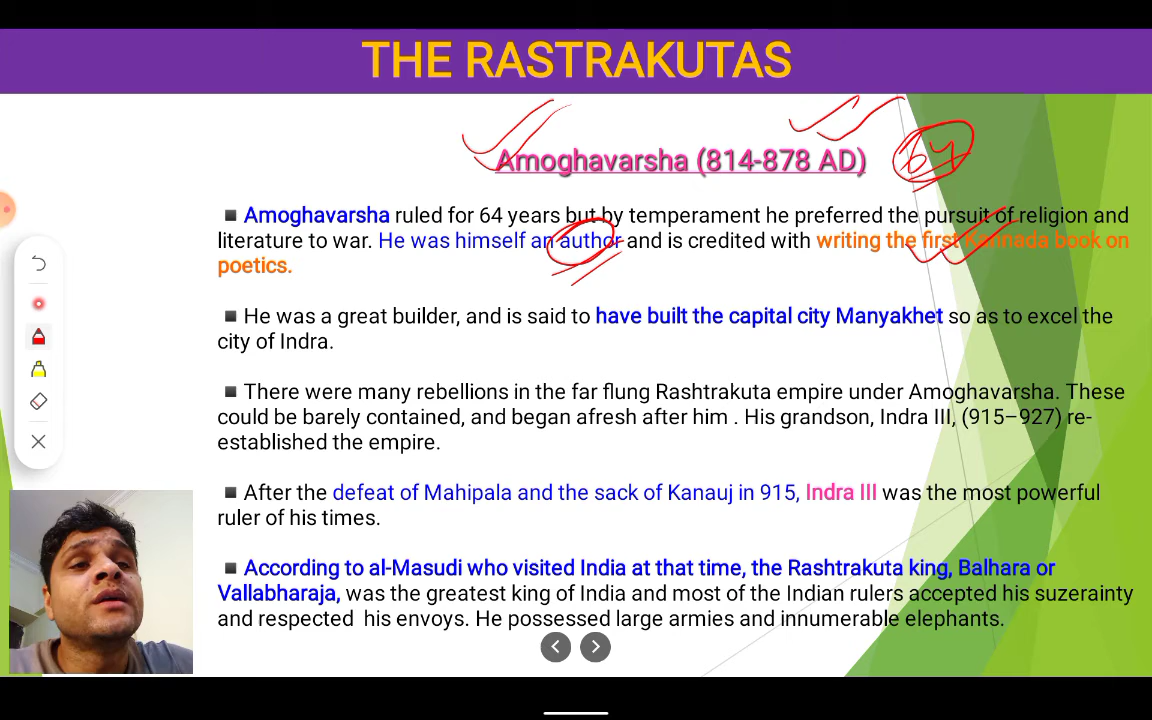 THE RASTRAKUTAS
Amoghavarsha (814-878 AD)
64
▪ Amoghavarsha ruled for 64 years but by temperament he preferred the pursuit of religion and
literature to war. He was himself an author and is credited with writing the first Kannada book on
poetics.
▪ He was a great builder, and is said to have built the capital city Manyakhet so as to excel the
city of Indra.
▪ There were many rebellions in the far flung Rashtrakuta empire under Amoghavarsha. These
could be barely contained, and began afresh after him . His grandson, Indra III, (915–927) re-
established the empire.
▪ After the defeat of Mahipala and the sack of Kanauj in 915, Indra III was the most powerful
ruler of his times.
▪ According to al-Masudi who visited India at that time, the Rashtrakuta king, Balhara or
Vallabharaja, was the greatest king of India and most of the Indian rulers accepted his suzerainty
and respected his envoys. He possessed large armies and innumerable elephants.